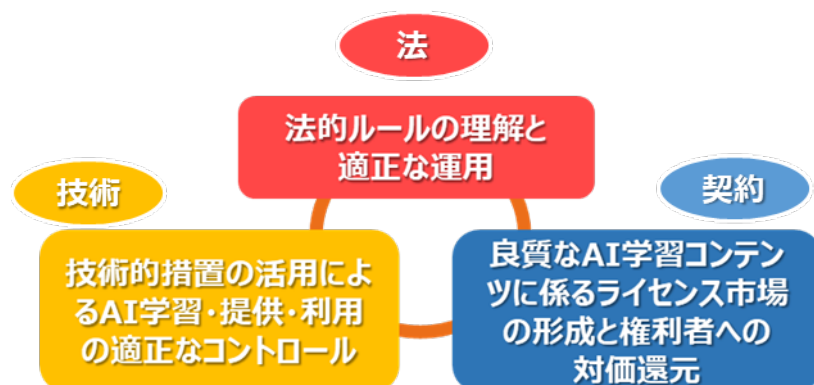 法
法的ルールの理解と
適正な運用
技術
技術的措置の活用によ
るAI学習・提供・利用
の適正なコントロール
契約
良質なAI学習コンテン
ツに係るライセンス市場
の形成と権利者への
対価還元